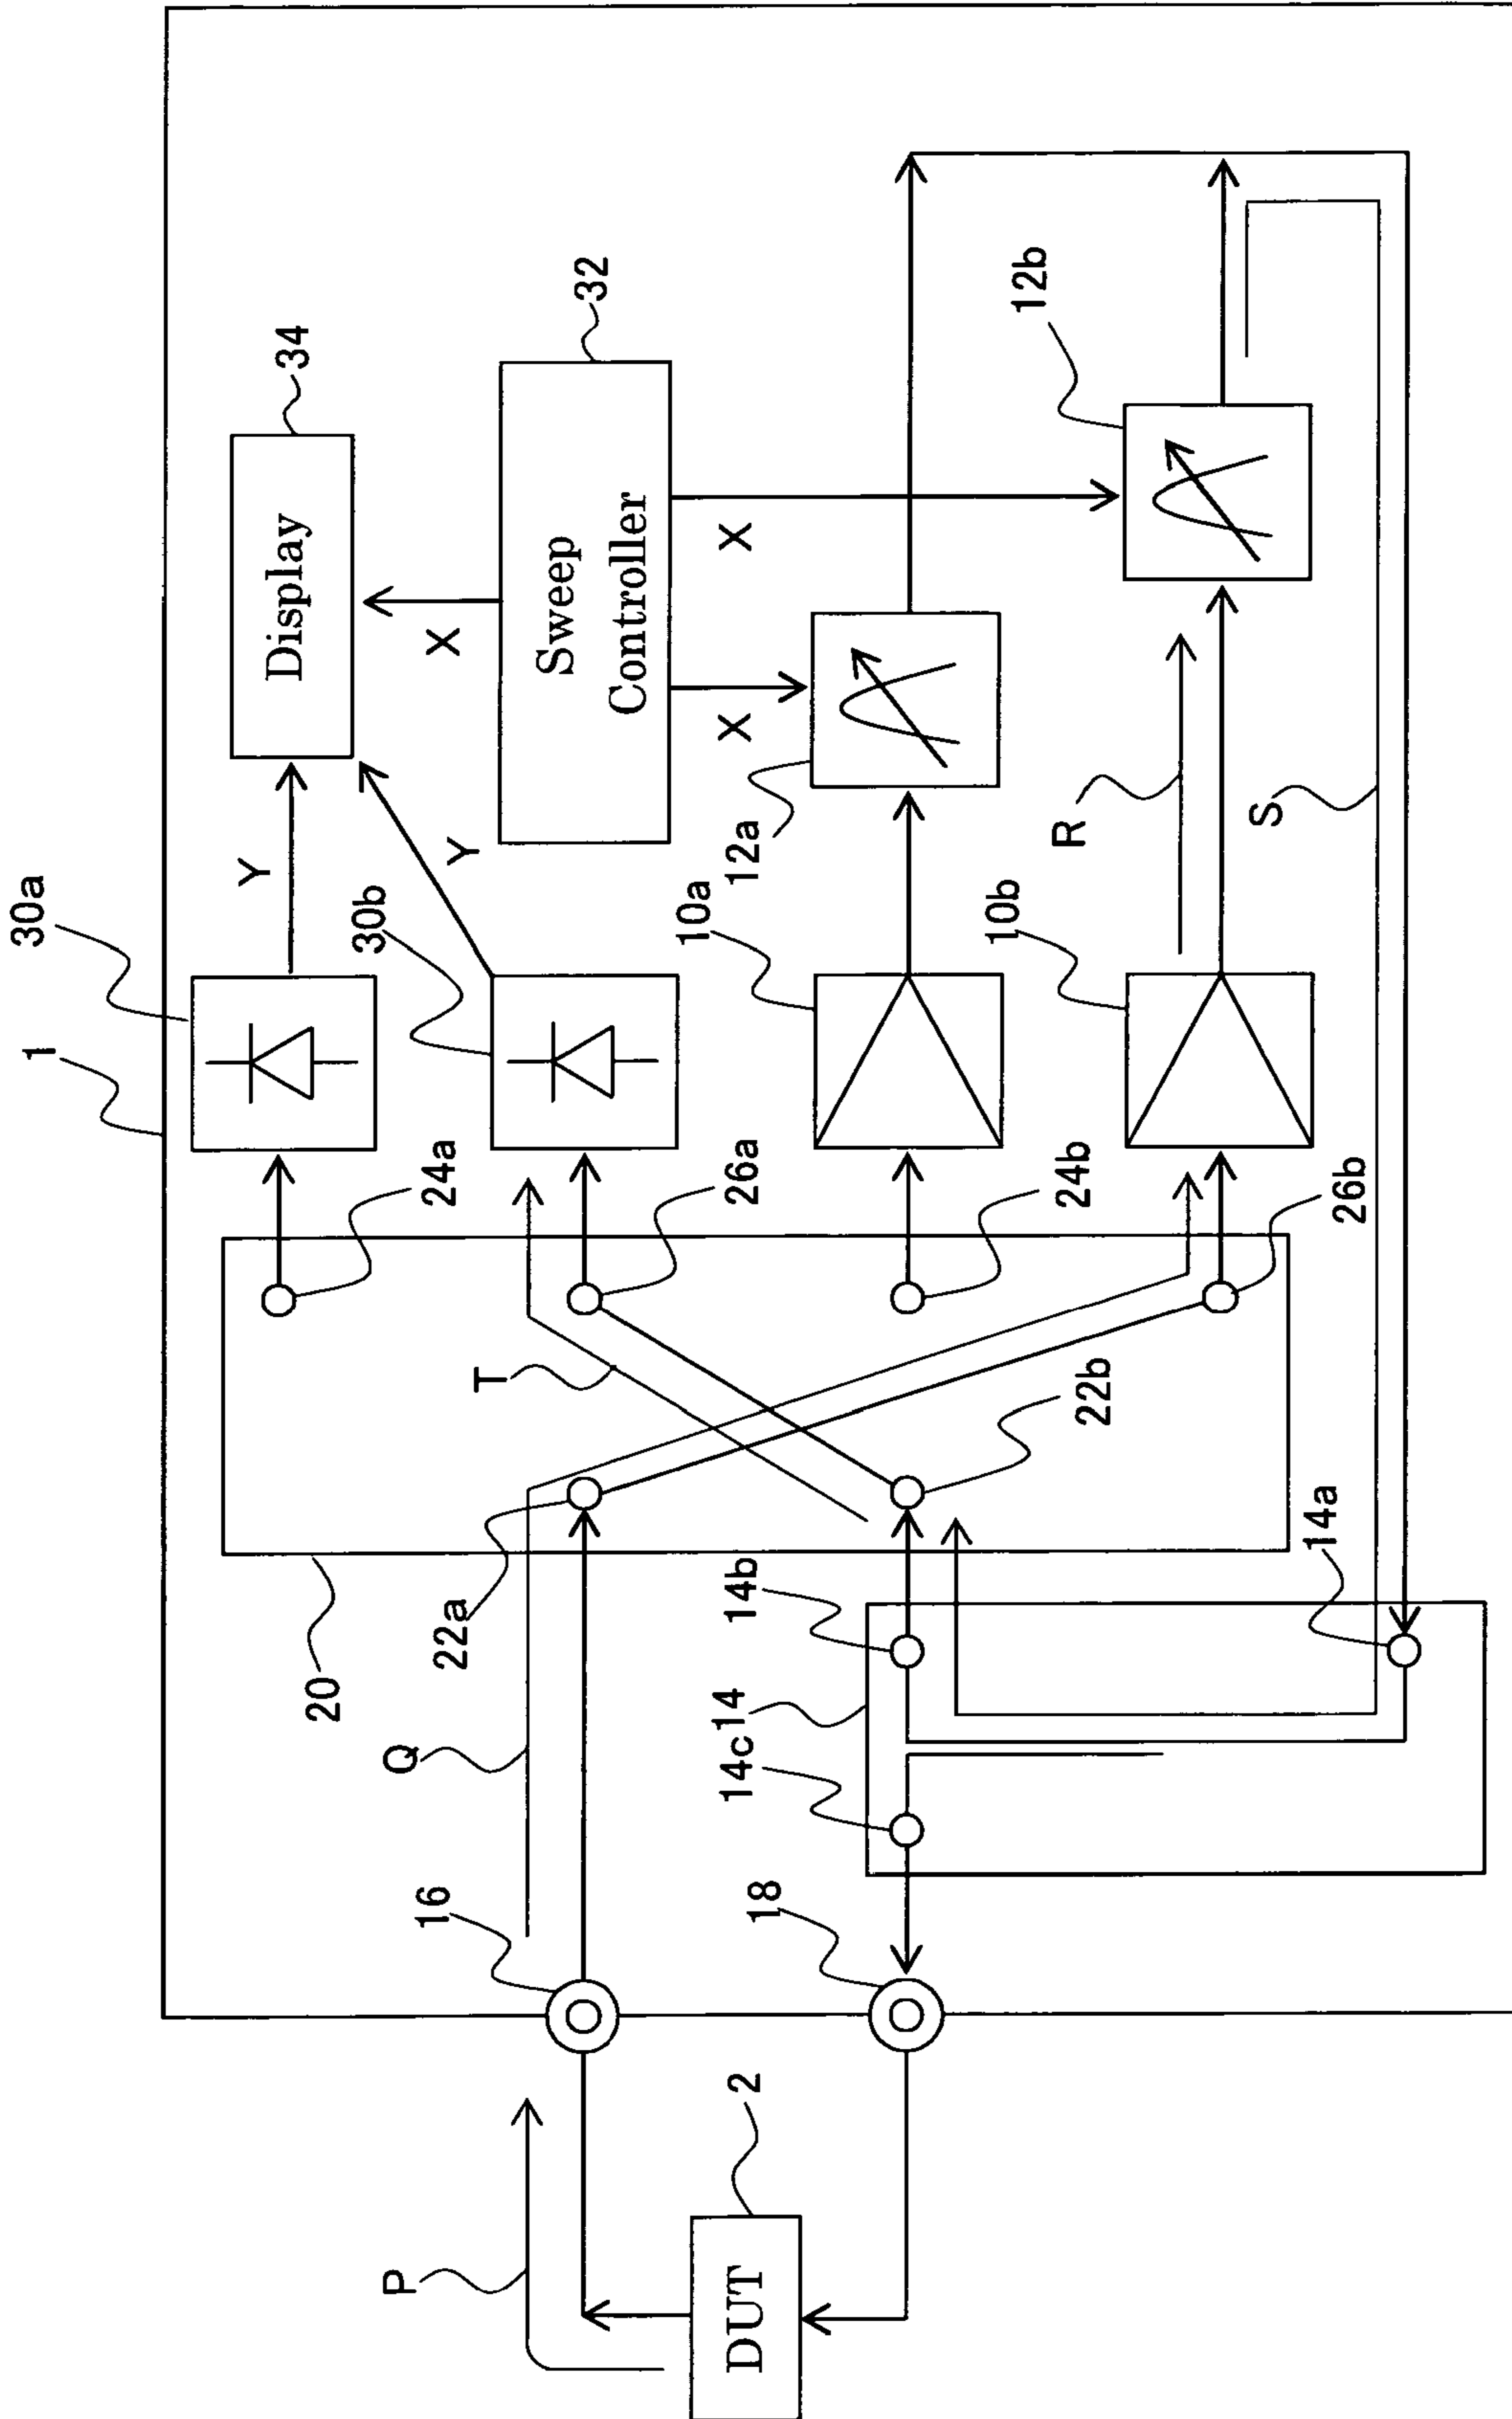 30a
1
34
32
Display
Sweep
Controller
X
X
X
Y
Y
30b
12a
12b
10a
10b
R
S
24a
26a
24b
26b
T
22a
22b
20
14b
14a
14
14c
Q
16
18
2
P
DUT